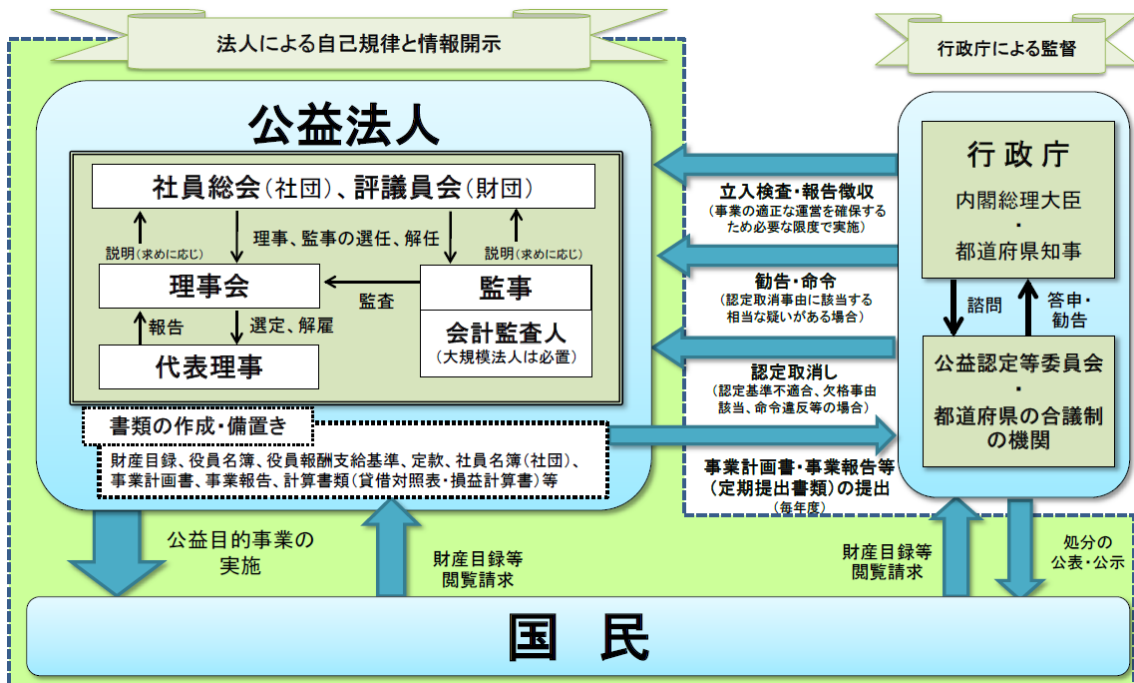 法人による自己規律と情報開示
行政庁による監督
公益法人
社員総会(社団)、評議員会(財団)
説明(求めに応じ)
理事、監事の選任、解任
説明(求めに応じ)
理事会
監査
監事
報告
選定、解雇
会計監査人
(大規模法人は必置)
代表理事
書類の作成・備置き
財産目録、役員名簿、役員報酬支給基準、定款、社員名簿(社団)、
事業計画書、事業報告、計算書類(貸借対照表・損益計算書)等
立入検査・報告徴収
(事業の適正な運営を確保する
ため必要な限度で実施)
勧告・命令
(認定取消事由に該当する
相当な疑いがある場合)
認定取消し
(認定基準不適合、欠格事由
該当、命令違反等の場合)
事業計画書・事業報告等
(定期提出書類)の提出
(毎年度)
行政庁
内閣総理大臣
・
都道府県知事
諮問
答申・
勧告
公益認定等委員会
・
都道府県の合議制
の機関
公益目的事業の
実施
財産目録等
閲覧請求
財産目録等
閲覧請求
処分の
公表・公示
国民